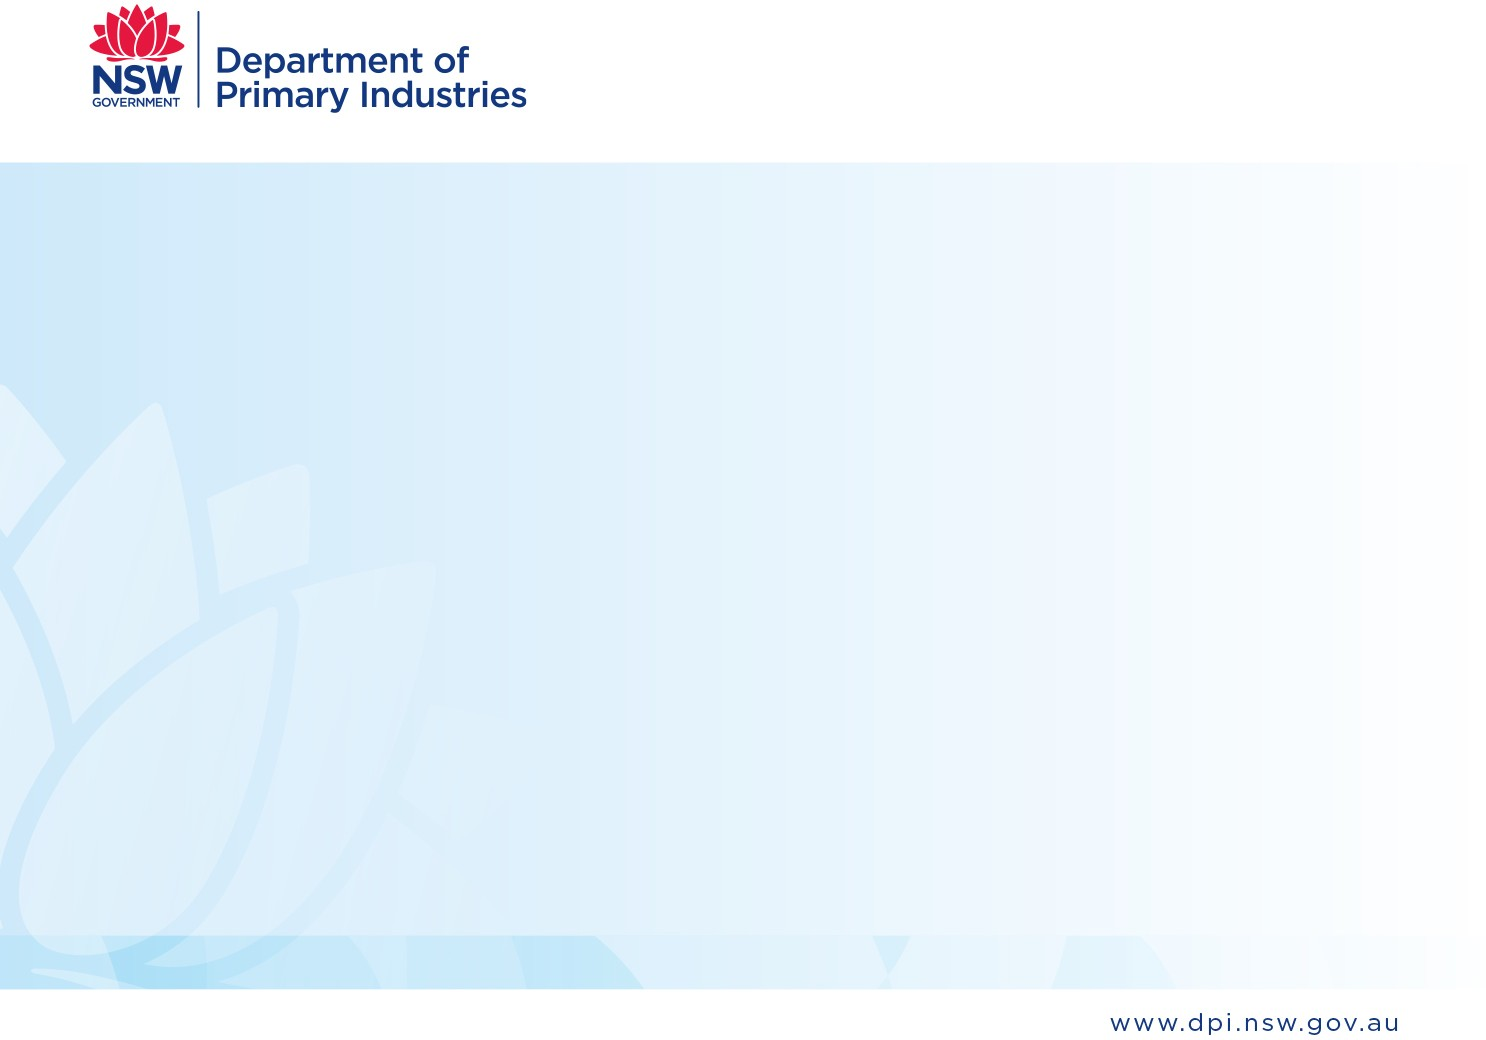 NSW
GOVERNMENT
Department of
Primary Industries
www.dpi.nsw.gov.au